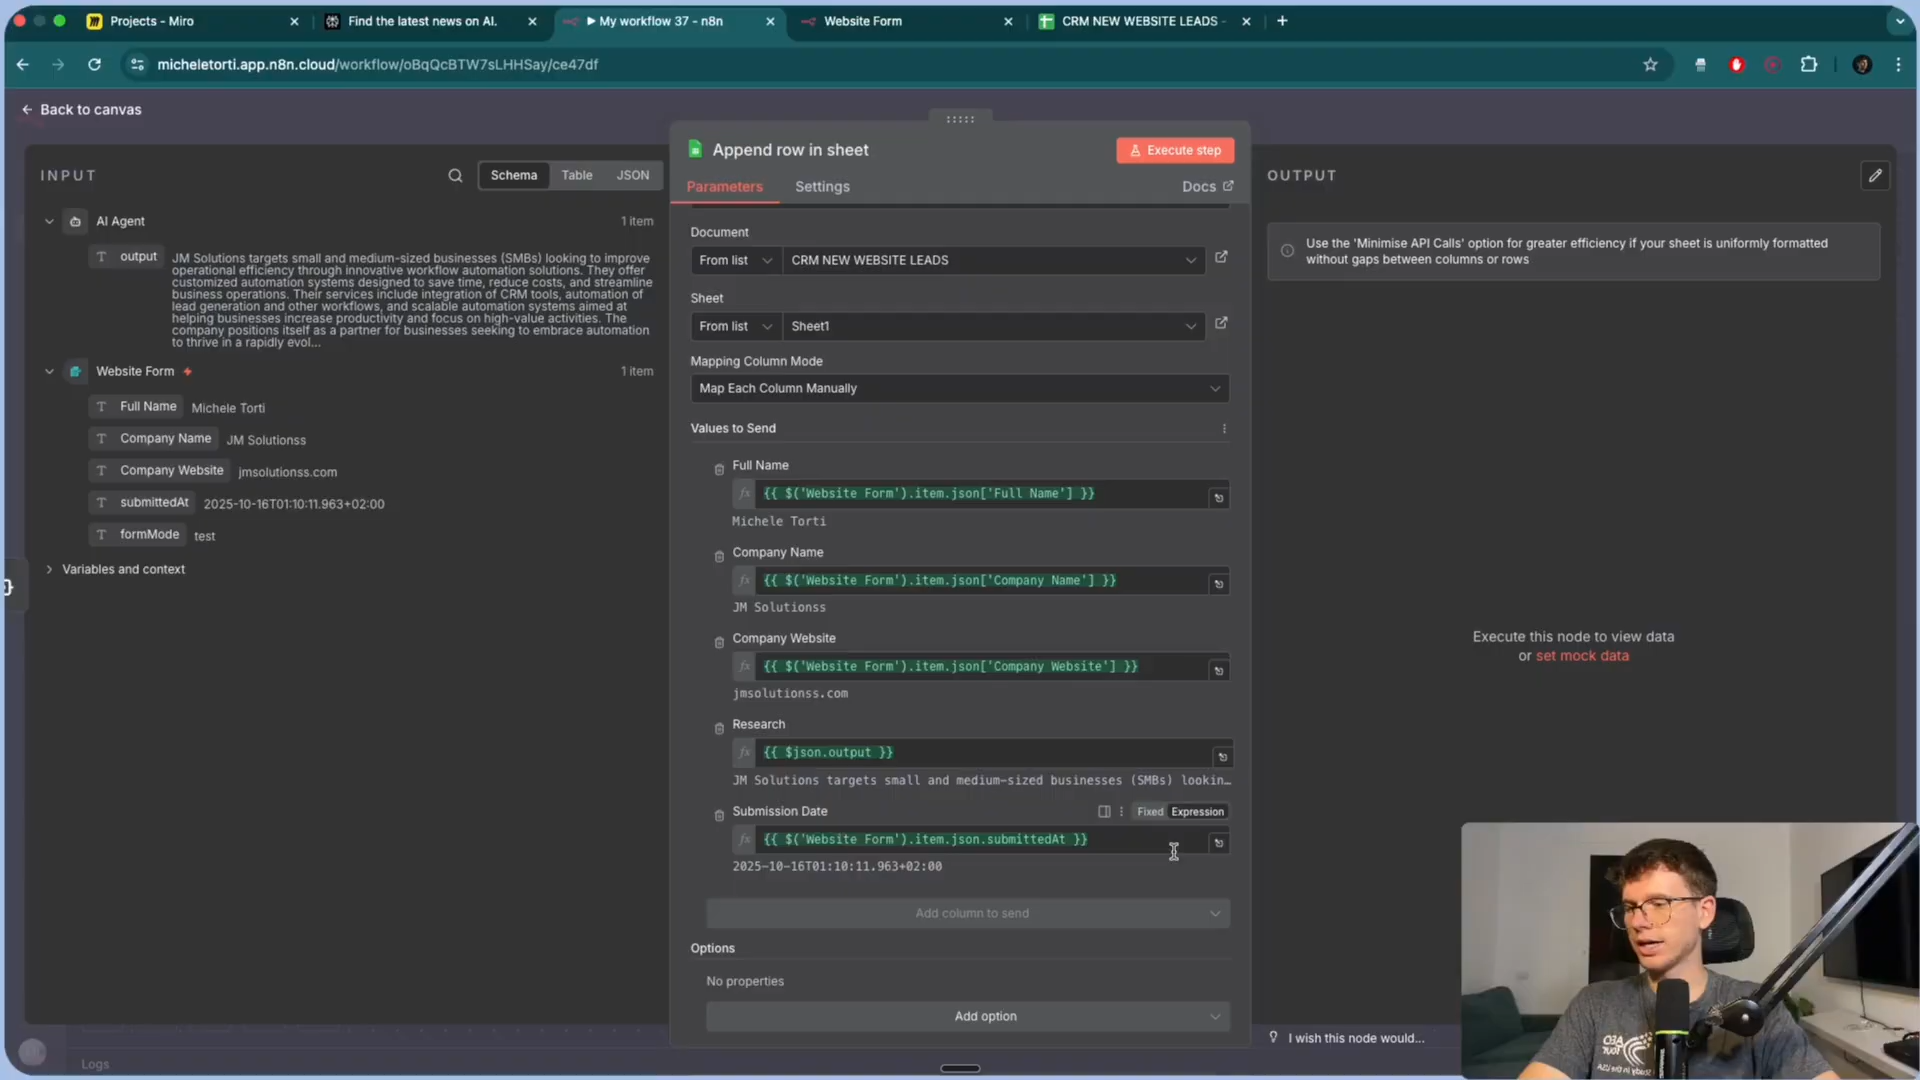 Projects - Miro
Find the latest news on AI.
My workflow 37 - n8n
Website Form
CRM NEW WEBSITE LEADS -
micheletorti.app.n8n.cloud/workflow/oBqQcBTW7sLHHSay/ce47df
Back to canvas
INPUT
Schema
Table
JSON
AI Agent
1 item
output
JM Solutions targets small and medium-sized businesses (SMBs) looking to improve
operational efficiency through innovative workflow automation solutions. They offer
customized automation systems designed to save time, reduce costs, and streamline
business operations. Their services include integration of CRM tools, automation of
lead generation and other workflows, and scalable automation systems aimed at
helping businesses increase productivity and focus on high-value activities. The
company positions itself as a partner for businesses seeking to embrace automation
to thrive in a rapidly evol...
Website Form
1 item
Full Name
Michele Torti
Company Name
JM Solutionss
Company Website
jmsolutionss.com
submittedAt
2025-10-16T01:10:11.963+02:00
formMode
test
Variables and context
Append row in sheet
Execute step
Parameters
Settings
Docs
Document
From list
CRM NEW WEBSITE LEADS
Sheet
From list
Sheet1
Mapping Column Mode
Map Each Column Manually
Values to Send
Full Name
fx {{ $('Website Form').item.json['Full Name'] }}
Michele Torti
Company Name
fx {{ $('Website Form').item.json['Company Name'] }}
JM Solutionss
Company Website
fx {{ $('Website Form').item.json['Company Website'] }}
jmsolutionss.com
Research
fx {{ $json.output }}
JM Solutions targets small and medium-sized businesses (SMBs) lookin…
Submission Date
Fixed
Expression
fx {{ $('Website Form').item.json.submittedAt }}
2025-10-16T01:10:11.963+02:00
Add column to send
Options
No properties
Add option
OUTPUT
Use the 'Minimise API Calls' option for greater efficiency if your sheet is uniformly formatted
without gaps between columns or rows
Execute this node to view data
or set mock data
I wish this node would...
Logs